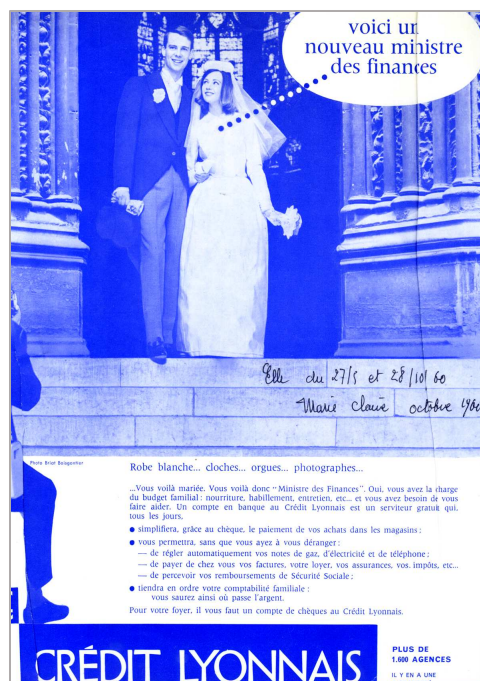 voici un
nouveau ministre
des finances
Elle du 27/5 et 28/10/60
Marie claire octobre 1960
Photo Briat Boisgontier
Robe blanche... cloches... orgues... photographes...
...Vous voilà mariée. Vous voilà donc “Ministre des Finances”. Oui, vous avez la charge
du budget familial : nourriture, habillement, entretien, etc... et vous avez besoin de vous
faire aider. Un compte en banque au Crédit Lyonnais est un serviteur gratuit qui,
tous les jours,
● simplifiera, grâce au chèque, le paiement de vos achats dans les magasins ;
● vous permettra, sans que vous ayez à vous déranger :
— de régler automatiquement vos notes de gaz, d'électricité et de téléphone ;
— de payer de chez vous vos factures, votre loyer, vos assurances, vos impôts, etc...
— de percevoir vos remboursements de Sécurité Sociale ;
● tiendra en ordre votre comptabilité familiale :
vous saurez ainsi où passe l'argent.
Pour votre foyer, il vous faut un compte de chèques au Crédit Lyonnais.
CRÉDIT LYONNAIS
PLUS DE
1.600 AGENCES
IL Y EN A UNE